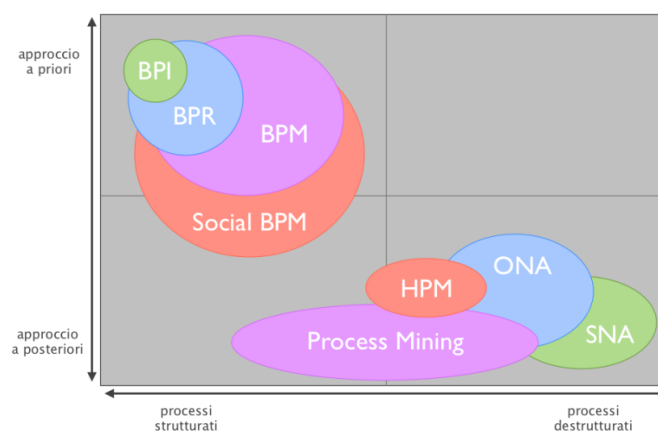 approccio
a priori
BPI
BPR
BPM
Social BPM
ONA
HPM
Process Mining
SNA
approccio
a posteriori
processi
strutturati
processi
destrutturati